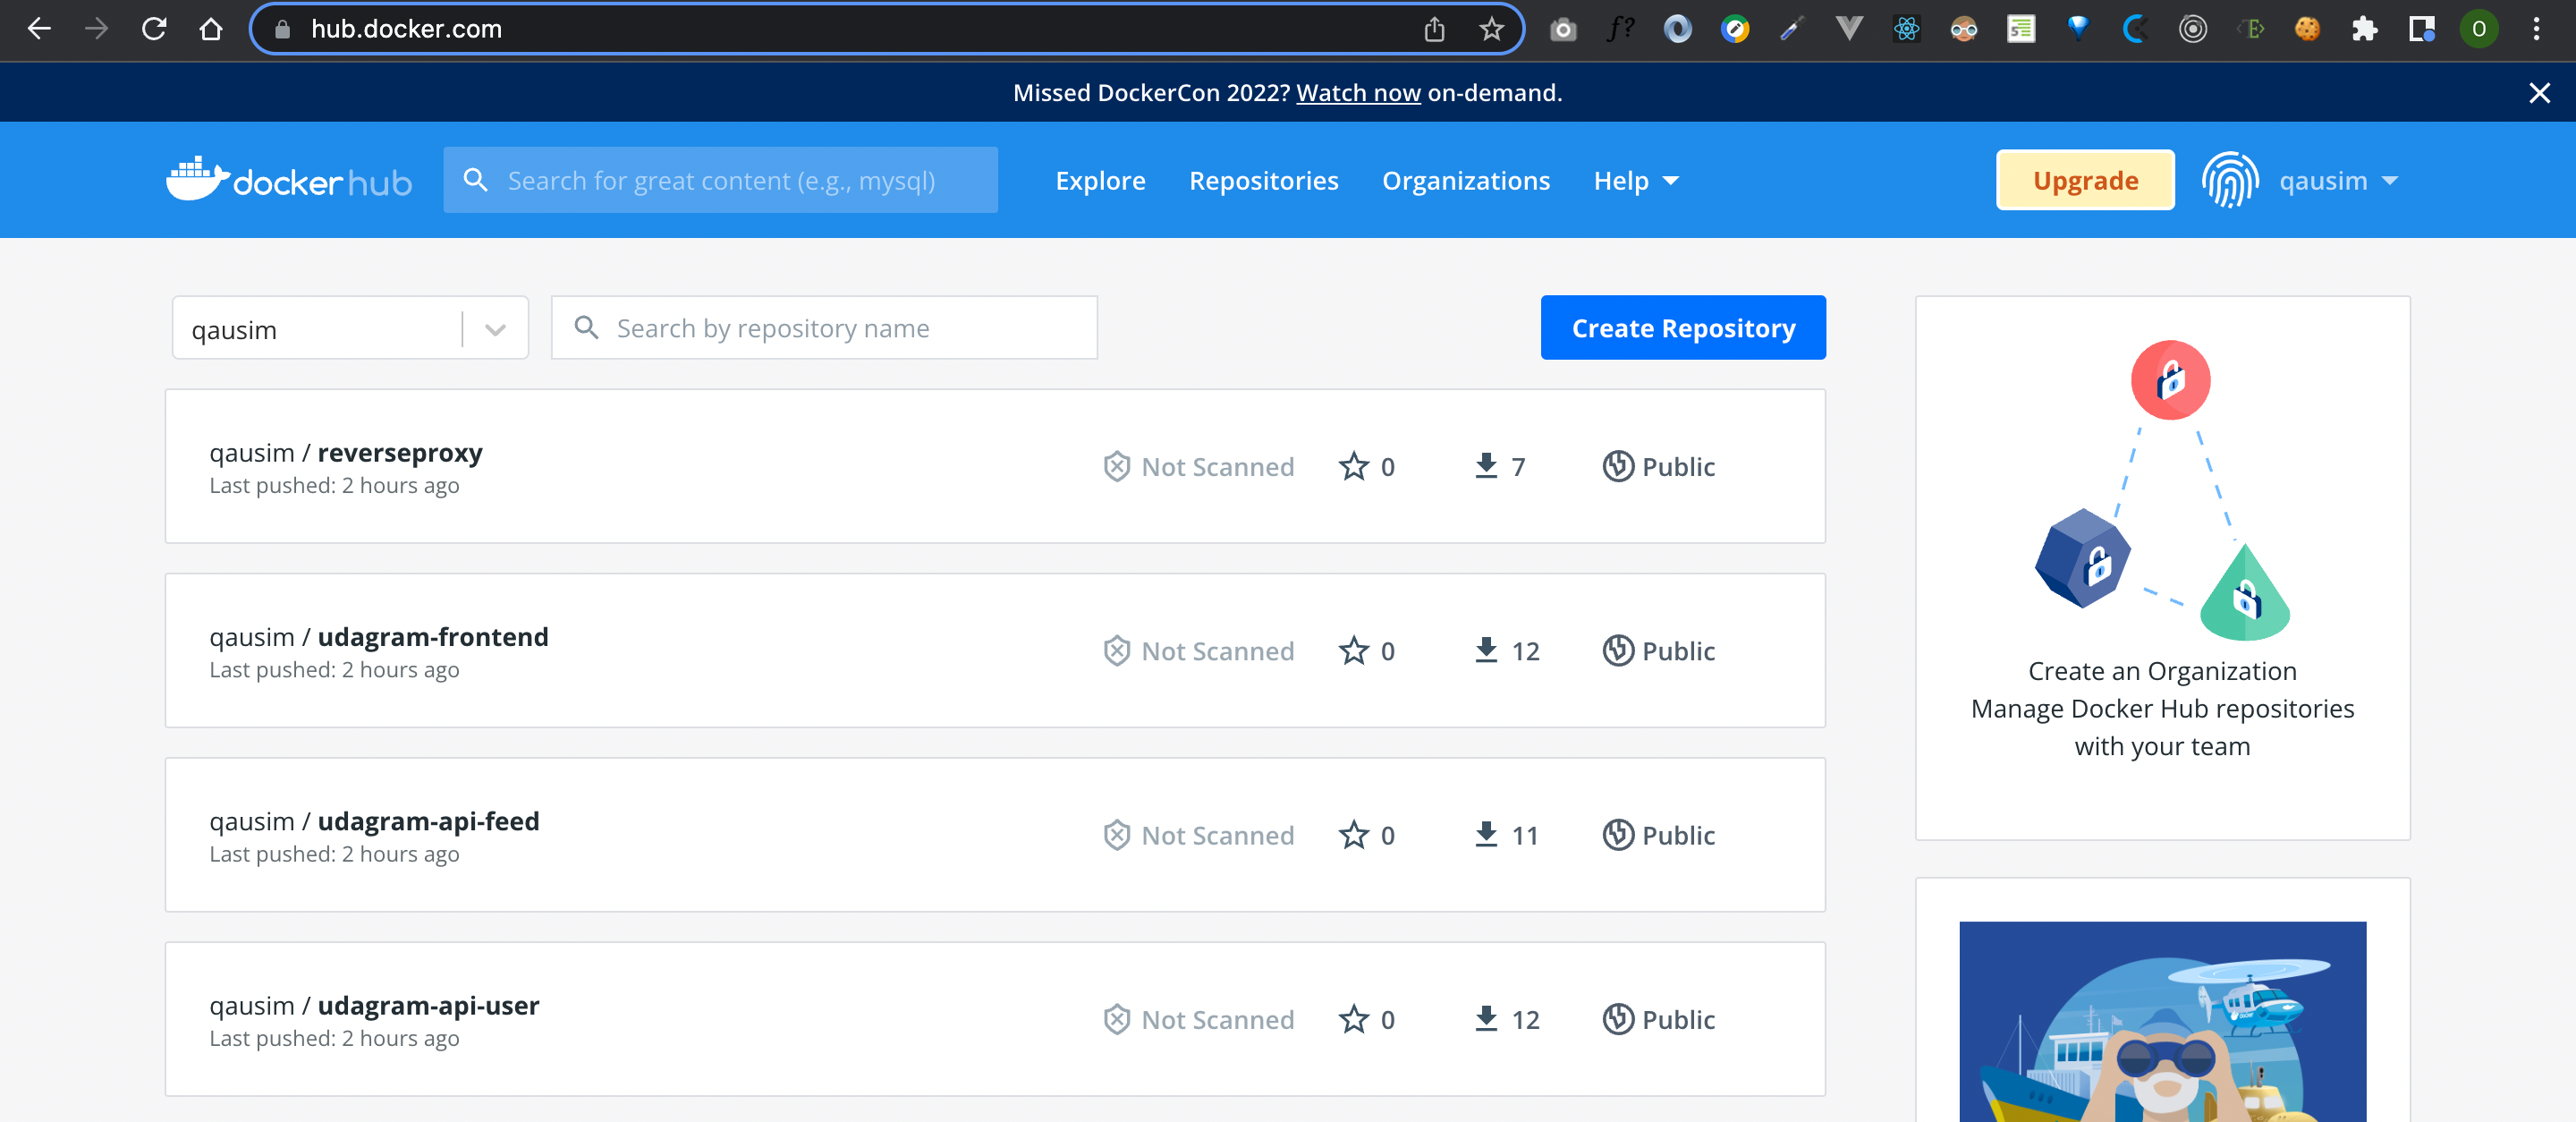 hub.docker.com
O
Missed DockerCon 2022? Watch now on-demand.
docker hub
Search for great content (e.g., mysql)
Explore
Repositories
Organizations
Help
Upgrade
qausim
qausim
Search by repository name
Create Repository
qausim / reverseproxy
Last pushed: 2 hours ago
Not Scanned
0
7
Public
qausim / udagram-frontend
Last pushed: 2 hours ago
Not Scanned
0
12
Public
qausim / udagram-api-feed
Last pushed: 2 hours ago
Not Scanned
0
11
Public
qausim / udagram-api-user
Last pushed: 2 hours ago
Not Scanned
0
12
Public
Create an Organization
Manage Docker Hub repositories
with your team